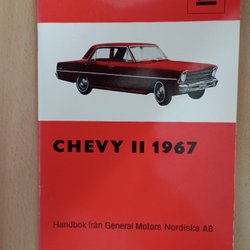 CHEVY II 1967
Handbok från General Motors Nordiska AB